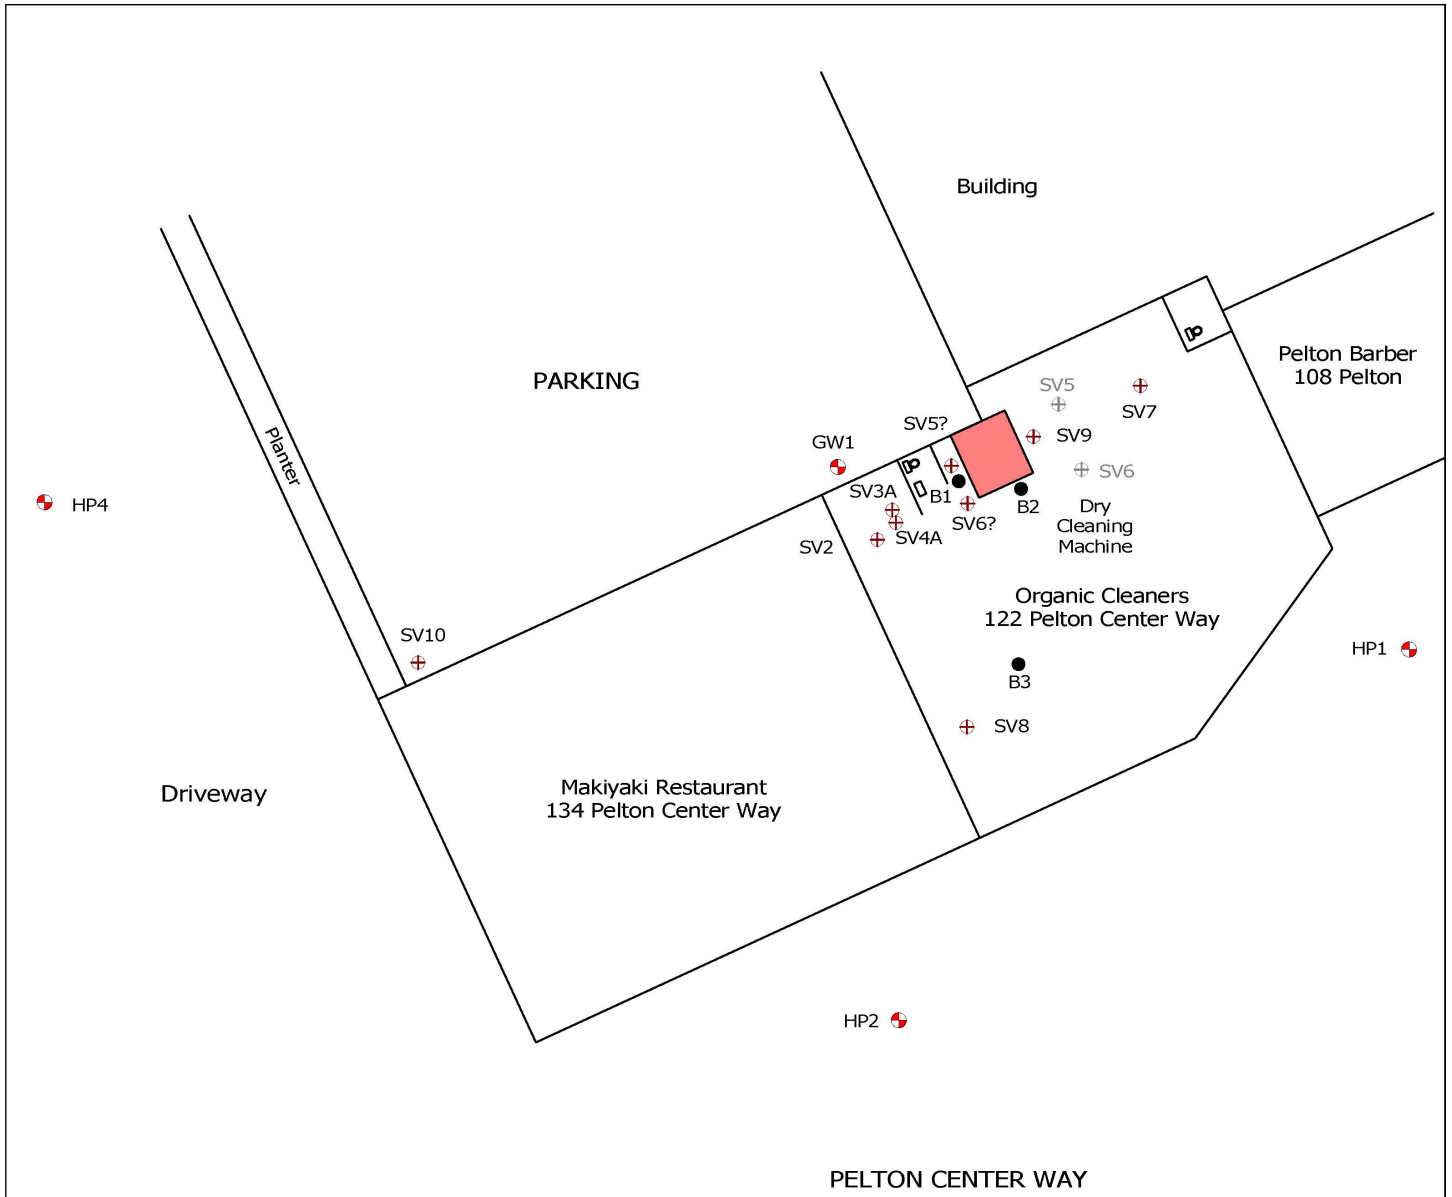 Building
Pelton Barber
108 Pelton
PARKING
SV5
SV7
SV5?
GW1
SV9
Planter
SV6
HP4
SV3A
B1
B2
Dry
Cleaning
Machine
SV6?
SV4A
SV2
Organic Cleaners
122 Pelton Center Way
SV10
HP1
B3
SV8
Makiyaki Restaurant
134 Pelton Center Way
Driveway
HP2
PELTON CENTER WAY